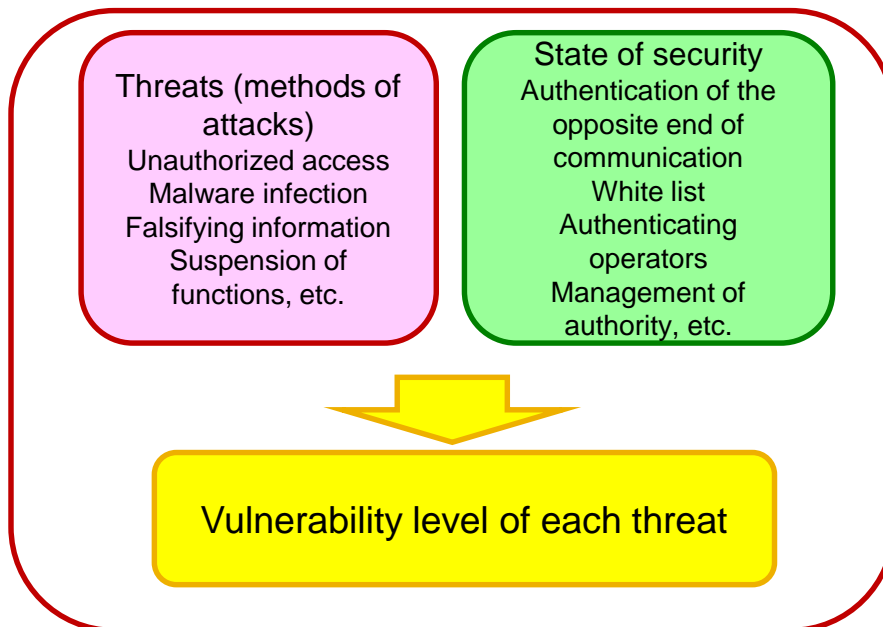 Threats (methods of
attacks)
Unauthorized access
Malware infection
Falsifying information
Suspension of
functions, etc.
State of security
Authentication of the
opposite end of
communication
White list
Authenticating
operators
Management of
authority, etc.
Vulnerability level of each threat